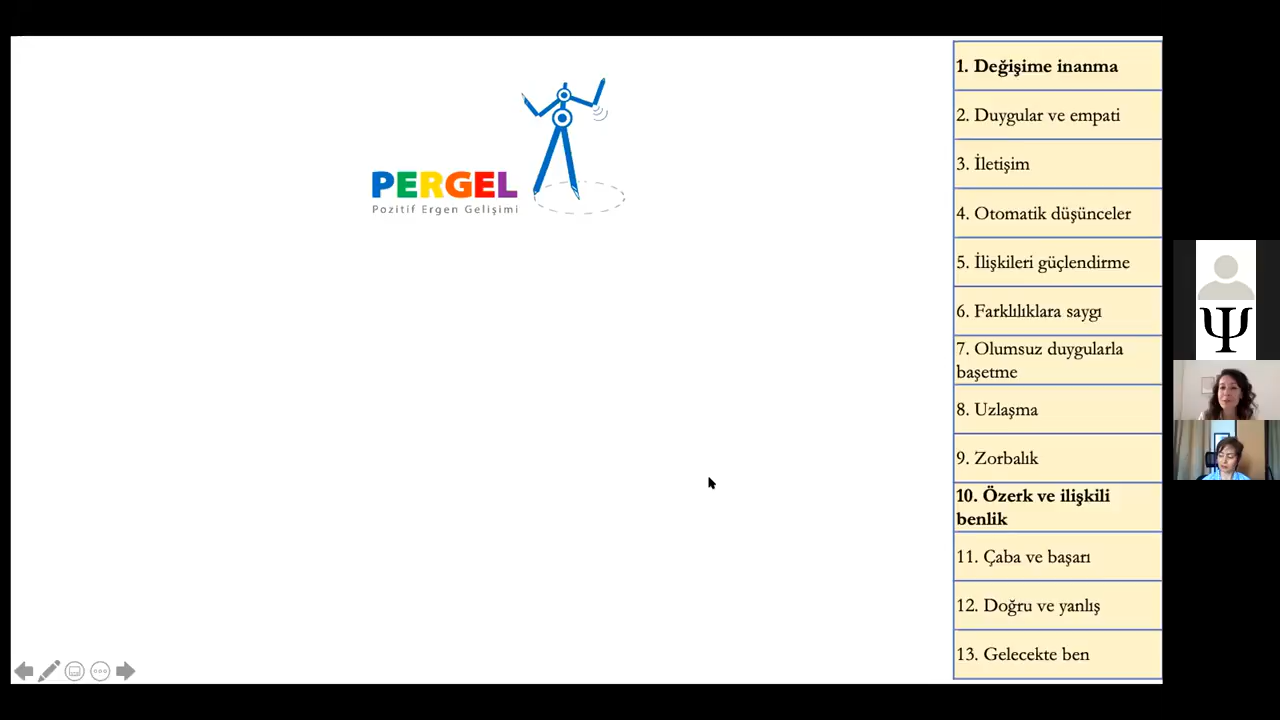 PERGEL
Pozitif Ergen Gelişimi
1. Değişime inanma
2. Duygular ve empati
3. İletişim
4. Otomatik düşünceler
5. İlişkileri güçlendirme
6. Farklılıklara saygı
7. Olumsuz duygularla
başetme
8. Uzlaşma
9. Zorbalık
10. Özerk ve ilişkili
benlik
11. Çaba ve başarı
12. Doğru ve yanlış
13. Gelecekte ben
Ψ